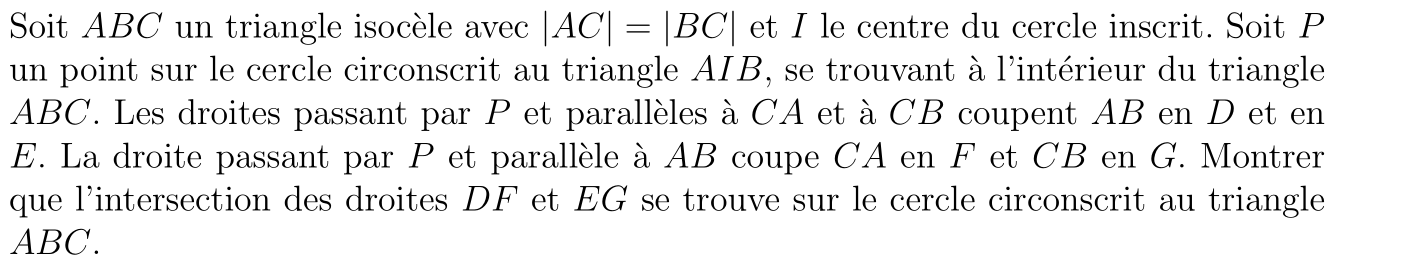 Soit ABC un triangle isocèle avec |AC| = |BC| et I le centre du cercle inscrit. Soit P
un point sur le cercle circonscrit au triangle AIB, se trouvant à l'intérieur du triangle
ABC. Les droites passant par P et parallèles à CA et à CB coupent AB en D et en
E. La droite passant par P et parallèle à AB coupe CA en F et CB en G. Montrer
que l'intersection des droites DF et EG se trouve sur le cercle circonscrit au triangle
ABC.